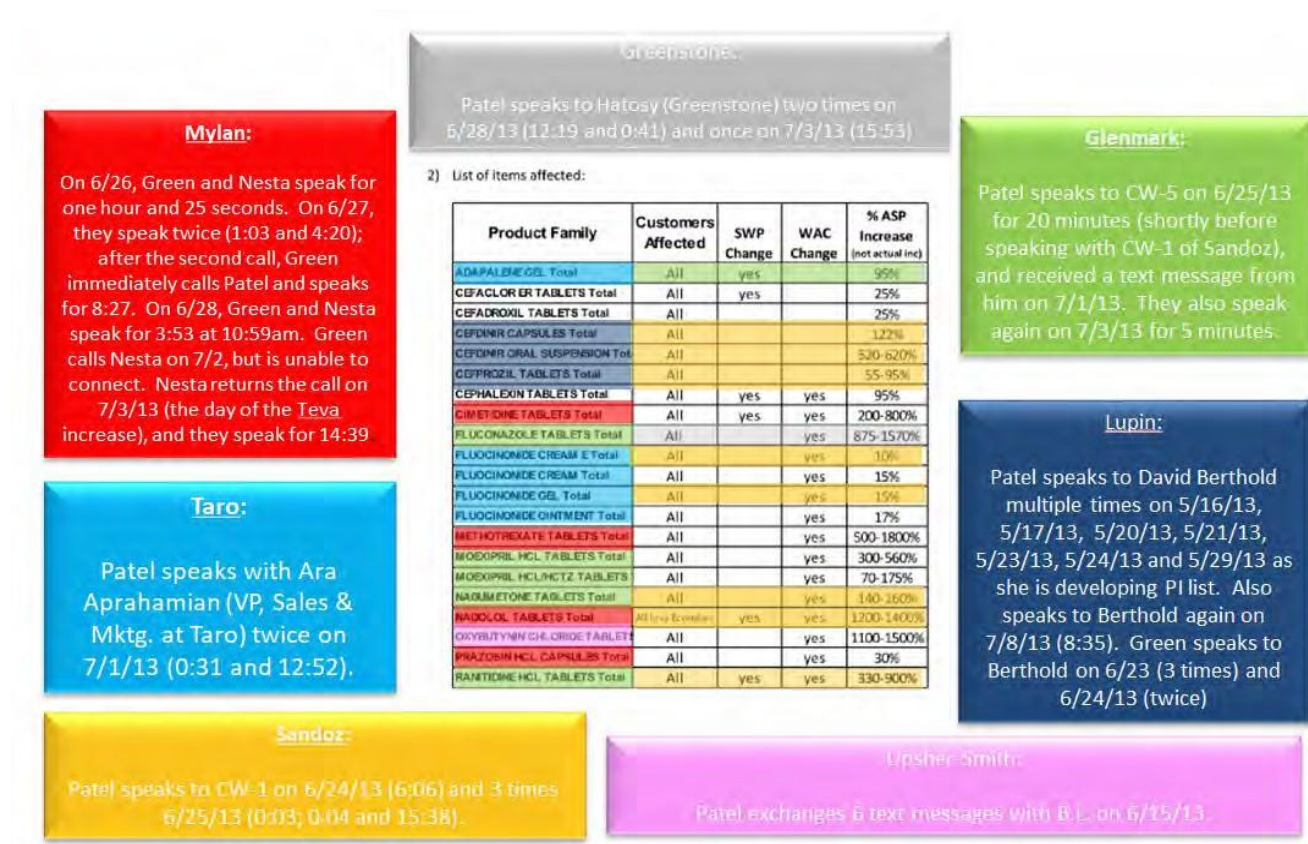 Greenstone:
Patel speaks to Hatosy (Greenstone) two times on
6/28/13 (12:19 and 0:41) and once on 7/3/13 (15:53)
Mylan:
On 6/26, Green and Nesta speak for
one hour and 25 seconds. On 6/27,
they speak twice (1:03 and 4:20);
after the second call, Green
immediately calls Patel and speaks
for 8:27. On 6/28, Green and Nesta
speak for 3:53 at 10:59am. Green
calls Nesta on 7/2, but is unable to
connect. Nesta returns the call on
7/3/13 (the day of the Teva
increase), and they speak for 14:39.
Taro:
Patel speaks with Ara
Aprahamian (VP, Sales &
Mktg. at Taro) twice on
7/1/13 (0:31 and 12:52).
2) List of items affected:
Product Family Customers Affected SWP Change WAC Change % ASP Increase (not actual inc)
ADAPALENE GEL Total All yes 95%
CEFACLOR ER TABLETS Total All yes 25%
CEFADROXIL TABLETS Total All 25%
CEFDINIR CAPSULES Total All 122%
CEFDINIR ORAL SUSPENSION Tot All 520-620%
CEFPROZIL TABLETS Total All 55-95%
CEPHALEXIN TABLETS Total All yes yes 95%
CIMETIDINE TABLETS Total All yes yes 200-800%
FLUCONAZOLE TABLETS Total All yes 875-1570%
FLUOCINONIDE CREAM E Total All yes 10%
FLUOCINONIDE CREAM Total All yes 15%
FLUOCINONIDE GEL Total All yes 15%
FLUOCINONIDE OINTMENT Total All yes 17%
METHOTREXATE TABLETS Total All yes 500-1800%
MOEXIPRIL HCL TABLETS Total All yes 300-560%
MOEXIPRIL HCL/HCTZ TABLETS All yes 70-175%
NABUMETONE TABLETS Total All yes 140-160%
NADOLOL TABLETS Total All yes yes 1200-1400%
OXYBUTYNIN CHLORIDE TABLETS All yes 1100-1500%
PRAZOSIN HCL CAPSULES Total All yes 30%
RANITIDINE HCL TABLETS Total All yes yes 330-900%
Glenmark:
Patel speaks to CW-5 on 6/25/13
for 20 minutes (shortly before
speaking with CW-1 of Sandoz),
and received a text message from
him on 7/1/13. They also speak
again on 7/3/13 for 5 minutes.
Lupin:
Patel speaks to David Berthold
multiple times on 5/16/13,
5/17/13, 5/20/13, 5/21/13,
5/23/13, 5/24/13 and 5/29/13 as
she is developing PI list. Also
speaks to Berthold again on
7/8/13 (8:35). Green speaks to
Berthold on 6/23 (3 times) and
6/24/13 (twice)
Sandoz:
Patel speaks to CW-1 on 6/24/13 (6:06) and 3 times
6/25/13 (0:03; 0:04 and 15:38).
Upsher-Smith:
Patel exchanges 6 text messages with B.L. on 6/15/13.